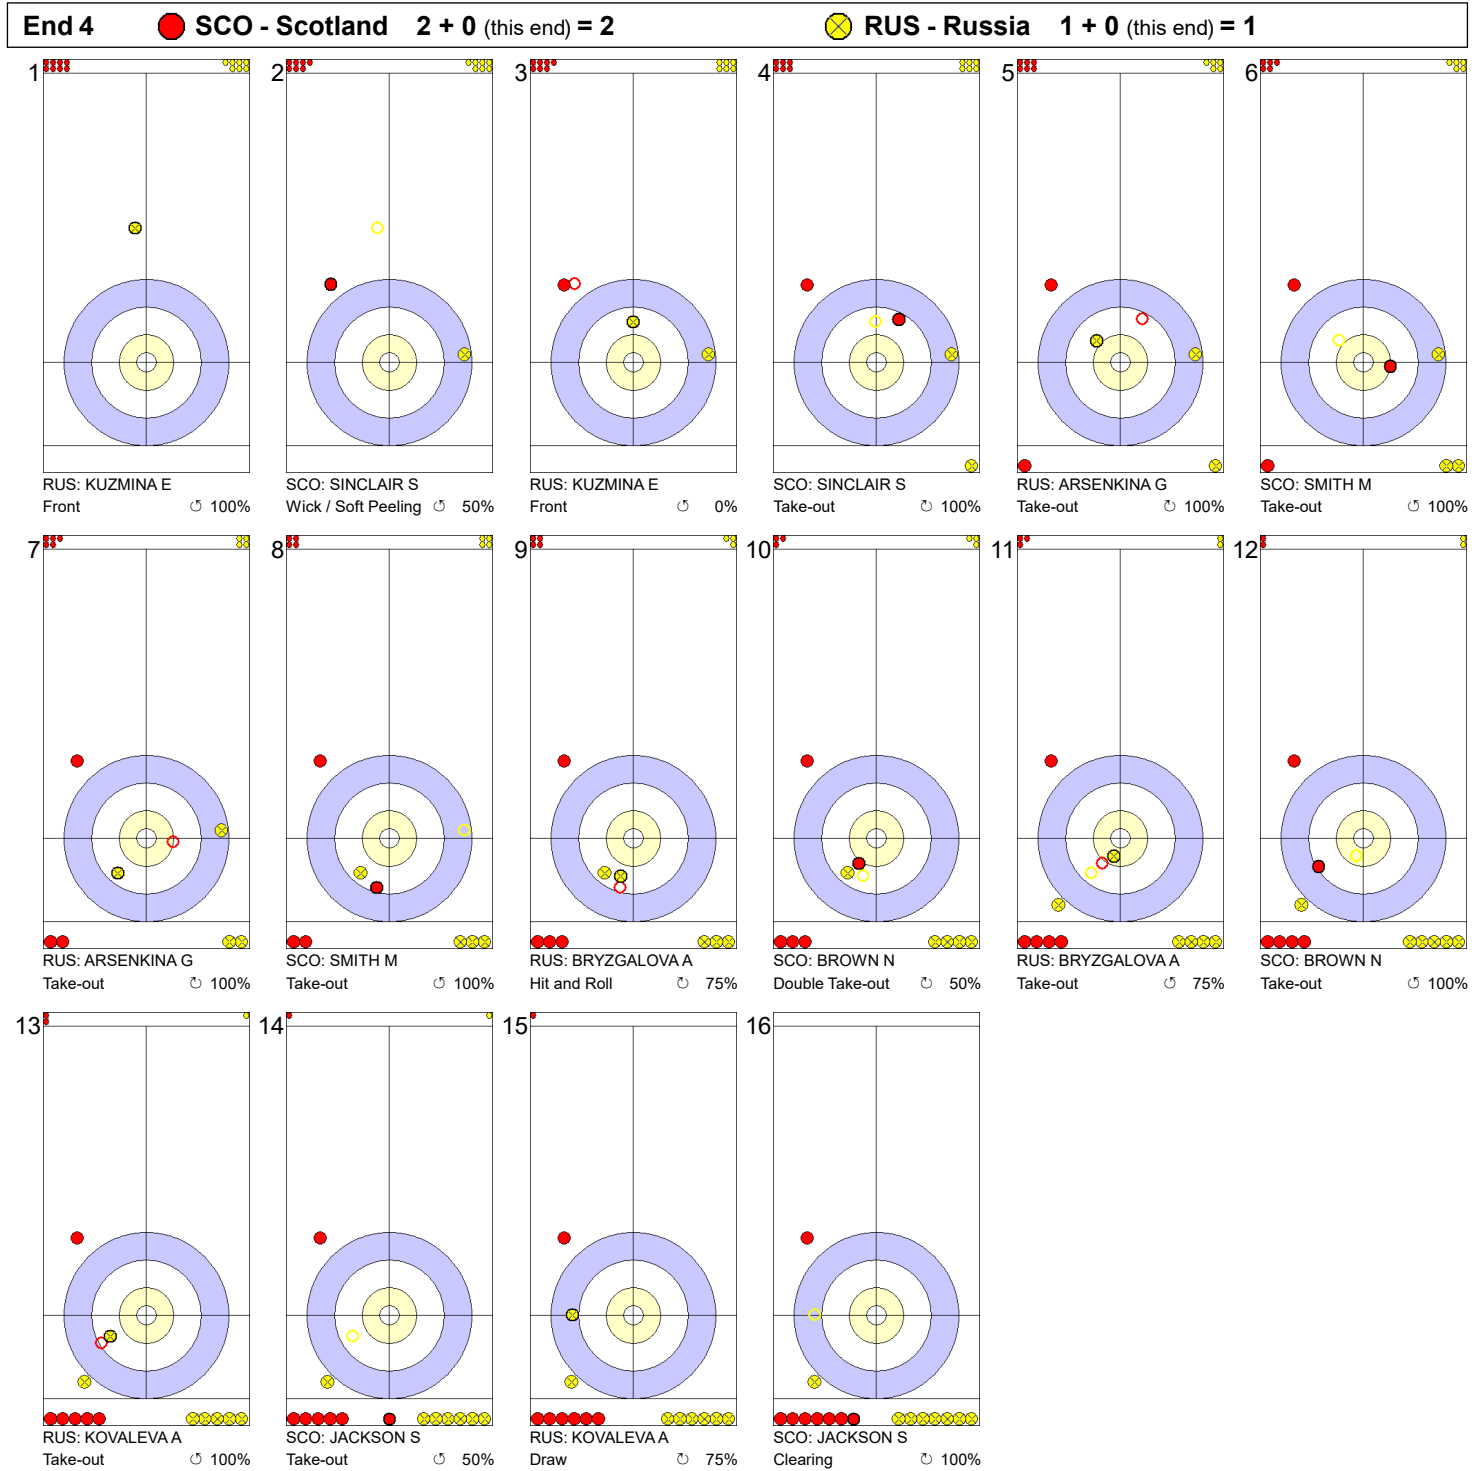 End 4 SCO - Scotland 2 + 0 (this end) = 2 RUS - Russia 1 + 0 (this end) = 1
1 2 3 4 5 6
RUS: KUZMINA E SCO: SINCLAIR S RUS: KUZMINA E SCO: SINCLAIR S RUS: ARSENKINA G SCO: SMITH M
Front 100% Wick / Soft Peeling 50% Front 0% Take-out 100% Take-out 100% Take-out 100%
7 8 9 10 11 12
RUS: ARSENKINA G SCO: SMITH M RUS: BRYZGALOVA A SCO: BROWN N RUS: BRYZGALOVA A SCO: BROWN N
Take-out 100% Take-out 100% Hit and Roll 75% Double Take-out 50% Take-out 75% Take-out 100%
13 14 15 16
RUS: KOVALEVA A SCO: JACKSON S RUS: KOVALEVA A SCO: JACKSON S
Take-out 100% Take-out 50% Draw 75% Clearing 100%